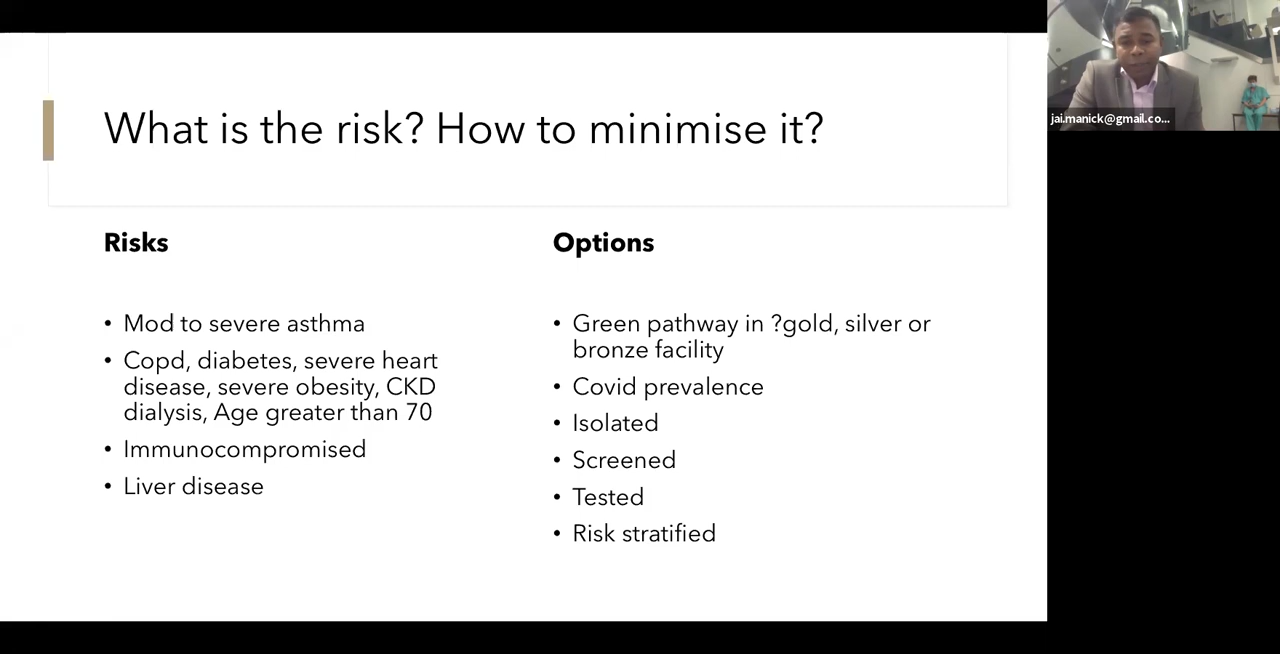 What is the risk? How to minimise it?
Risks
• Mod to severe asthma
• Copd, diabetes, severe heart
disease, severe obesity, CKD
dialysis, Age greater than 70
• Immunocompromised
• Liver disease
Options
• Green pathway in ?gold, silver or
bronze facility
• Covid prevalence
• Isolated
• Screened
• Tested
• Risk stratified
jai.manick@gmail.co...